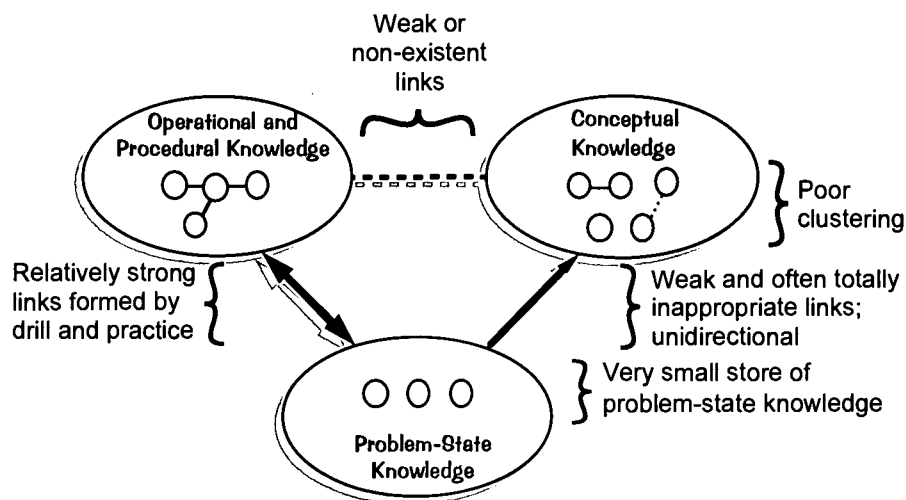 Weak or
non-existent
links
Operational and
Procedural Knowledge
Conceptual
Knowledge
Poor
clustering
Relatively strong
links formed by
drill and practice
Weak and often totally
inappropriate links;
unidirectional
Very small store of
problem-state knowledge
Problem-State
Knowledge